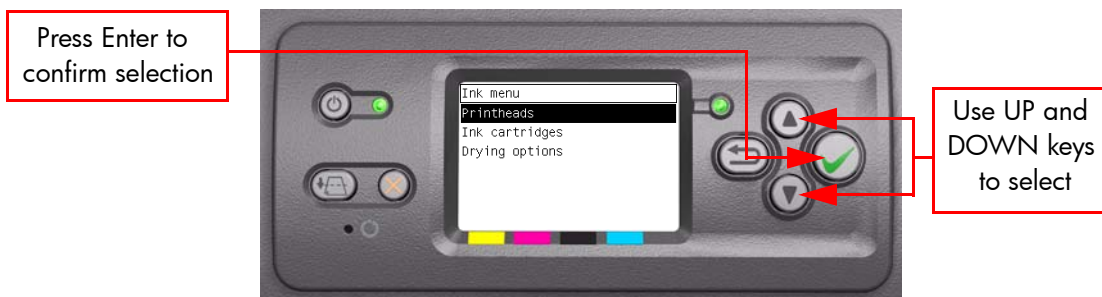 Press Enter to
confirm selection
Ink menu
Printheads
Ink cartridges
Drying options
Use UP and
DOWN keys
to select